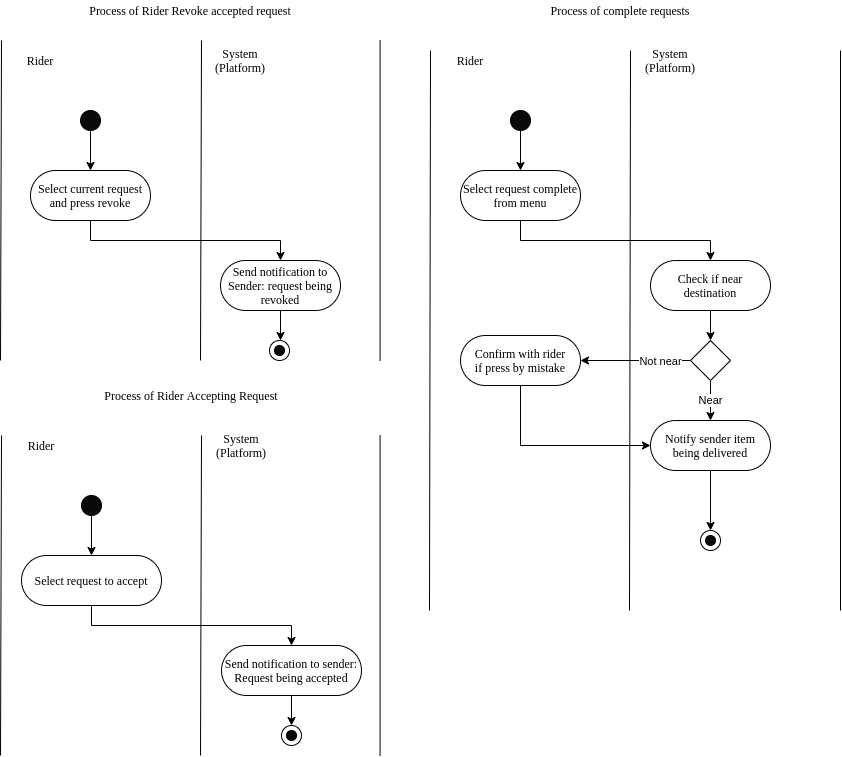 Process of Rider Revoke accepted request
Rider
System
(Platform)
Select current request
and press revoke
Send notification to
Sender: request being
revoked
Process of Rider Accepting Request
Rider
System
(Platform)
Select request to accept
Send notification to sender:
Request being accepted
Process of complete requests
Rider
System
(Platform)
Select request complete
from menu
Check if near
destination
Not near
Confirm with rider
if press by mistake
Near
Notify sender item
being delivered